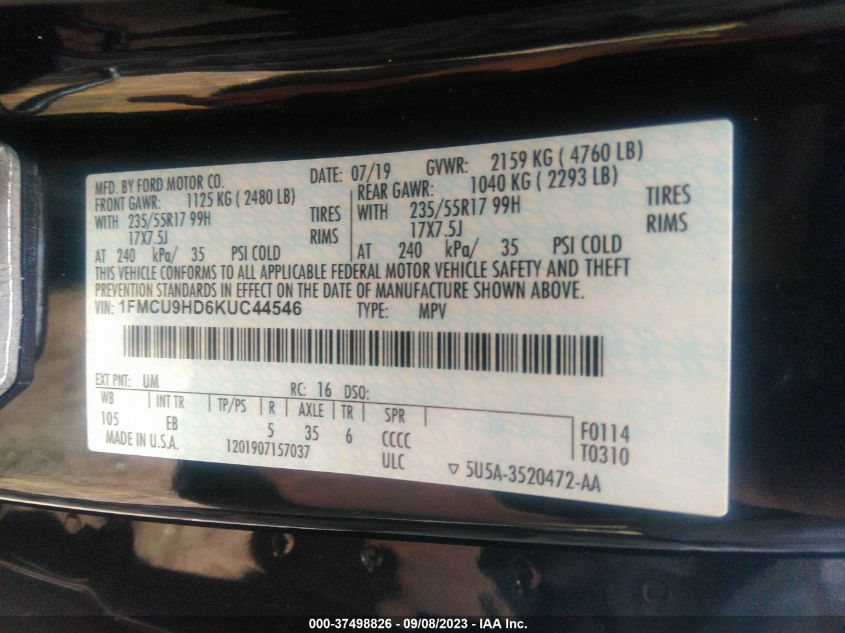 MFD. BY FORD MOTOR CO. DATE: 07/19 GVWR: 2159 KG ( 4760 LB)
FRONT GAWR: 1125 KG ( 2480 LB) REAR GAWR: 1040 KG ( 2293 LB)
WITH 235/55R17 99H TIRES WITH 235/55R17 99H TIRES
17X7.5J RIMS 17X7.5J RIMS
AT 240 kPa/ 35 PSI COLD AT 240 kPa/ 35 PSI COLD
THIS VEHICLE CONFORMS TO ALL APPLICABLE FEDERAL MOTOR VEHICLE SAFETY AND THEFT
PREVENTION STANDARDS IN EFFECT ON THE DATE OF MANUFACTURE SHOWN ABOVE.
VIN: 1FMCU9HD6KUC44546 TYPE: MPV
EXT PNT: UM RC: 16 DSO:
WB INT TR TP/PS R AXLE TR SPR
105 EB 5 35 6 CCCC F0114
MADE IN U.S.A. 1201907157037 ULC T0310
▽ 5U5A-3520472-AA
000-37498826 - 09/08/2023 - IAA Inc.